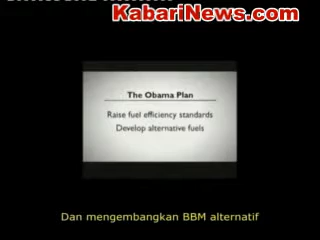 KabariNews.com
The Obama Plan
Raise fuel efficiency standards
Develop alternative fuels
Dan mengembangkan BBM alternatif